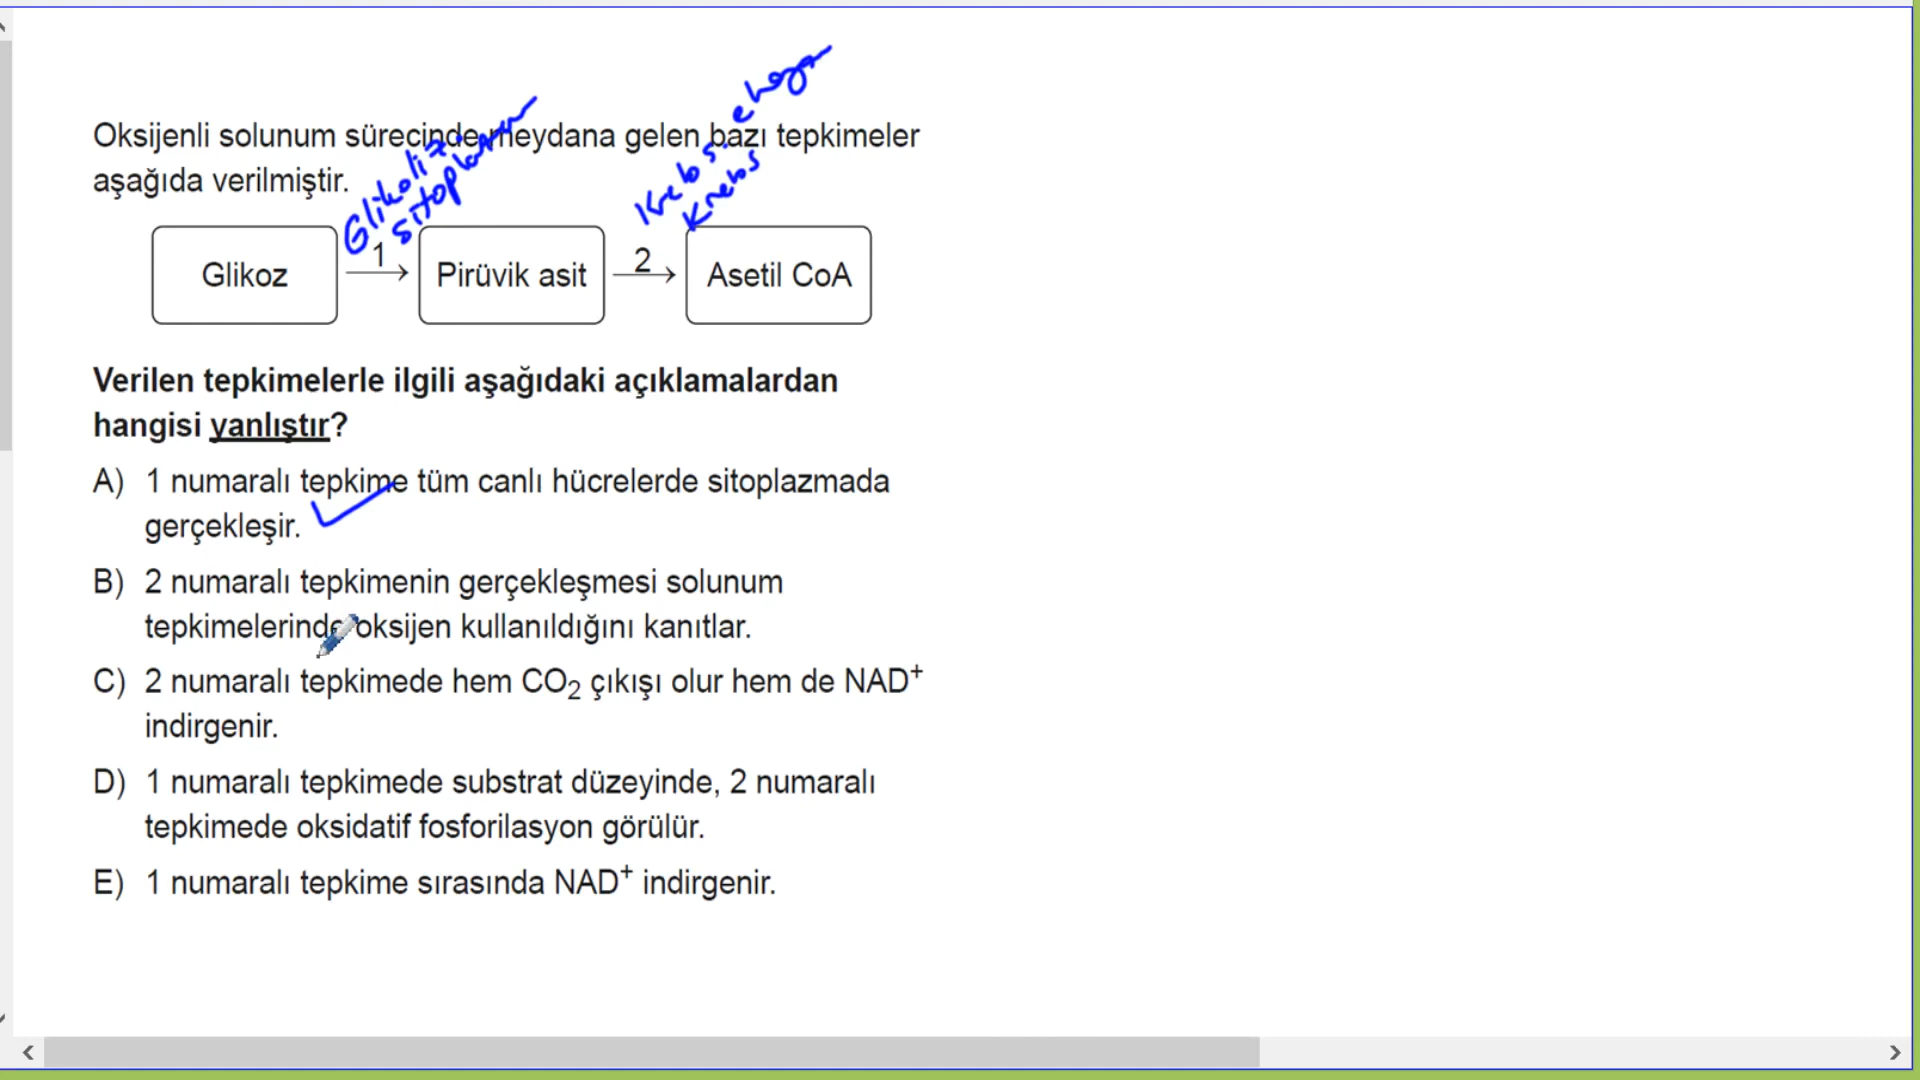 Oksijenli solunum sürecinde meydana gelen bazı tepkimeler
aşağıda verilmiştir.
Glikoliz
sitoplazma
Krebs
Krebs
Glikoz
1
Pirüvik asit
2
Asetil CoA
Verilen tepkimelerle ilgili aşağıdaki açıklamalardan
hangisi yanlıştır?
A) 1 numaralı tepkime tüm canlı hücrelerde sitoplazmada
gerçekleşir.
B) 2 numaralı tepkimenin gerçekleşmesi solunum
tepkimelerinde oksijen kullanıldığını kanıtlar.
C) 2 numaralı tepkimede hem CO₂ çıkışı olur hem de NAD⁺
indirgenir.
D) 1 numaralı tepkimede substrat düzeyinde, 2 numaralı
tepkimede oksidatif fosforilasyon görülür.
E) 1 numaralı tepkime sırasında NAD⁺ indirgenir.